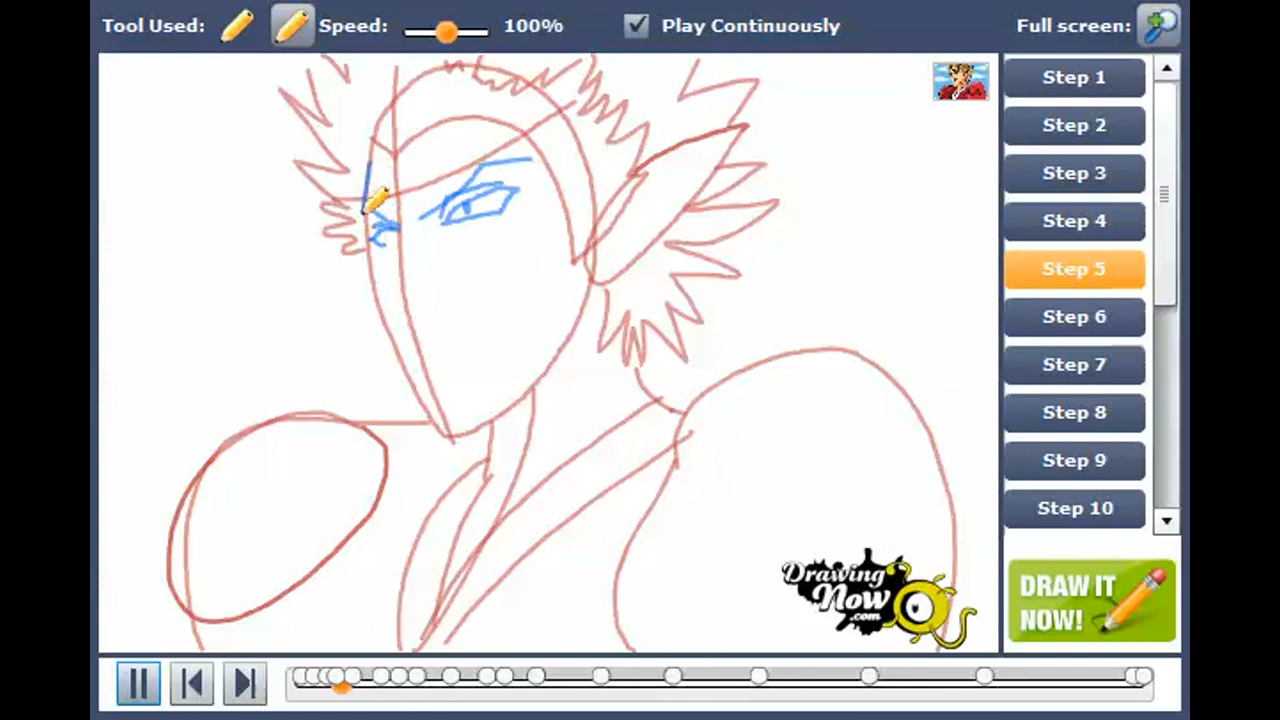 Tool Used: Speed: 100% Play Continuously Full screen:
Step 1
Step 2
Step 3
Step 4
Step 5
Step 6
Step 7
Step 8
Step 9
Step 10
Drawing
Now
.com
DRAW IT
NOW!